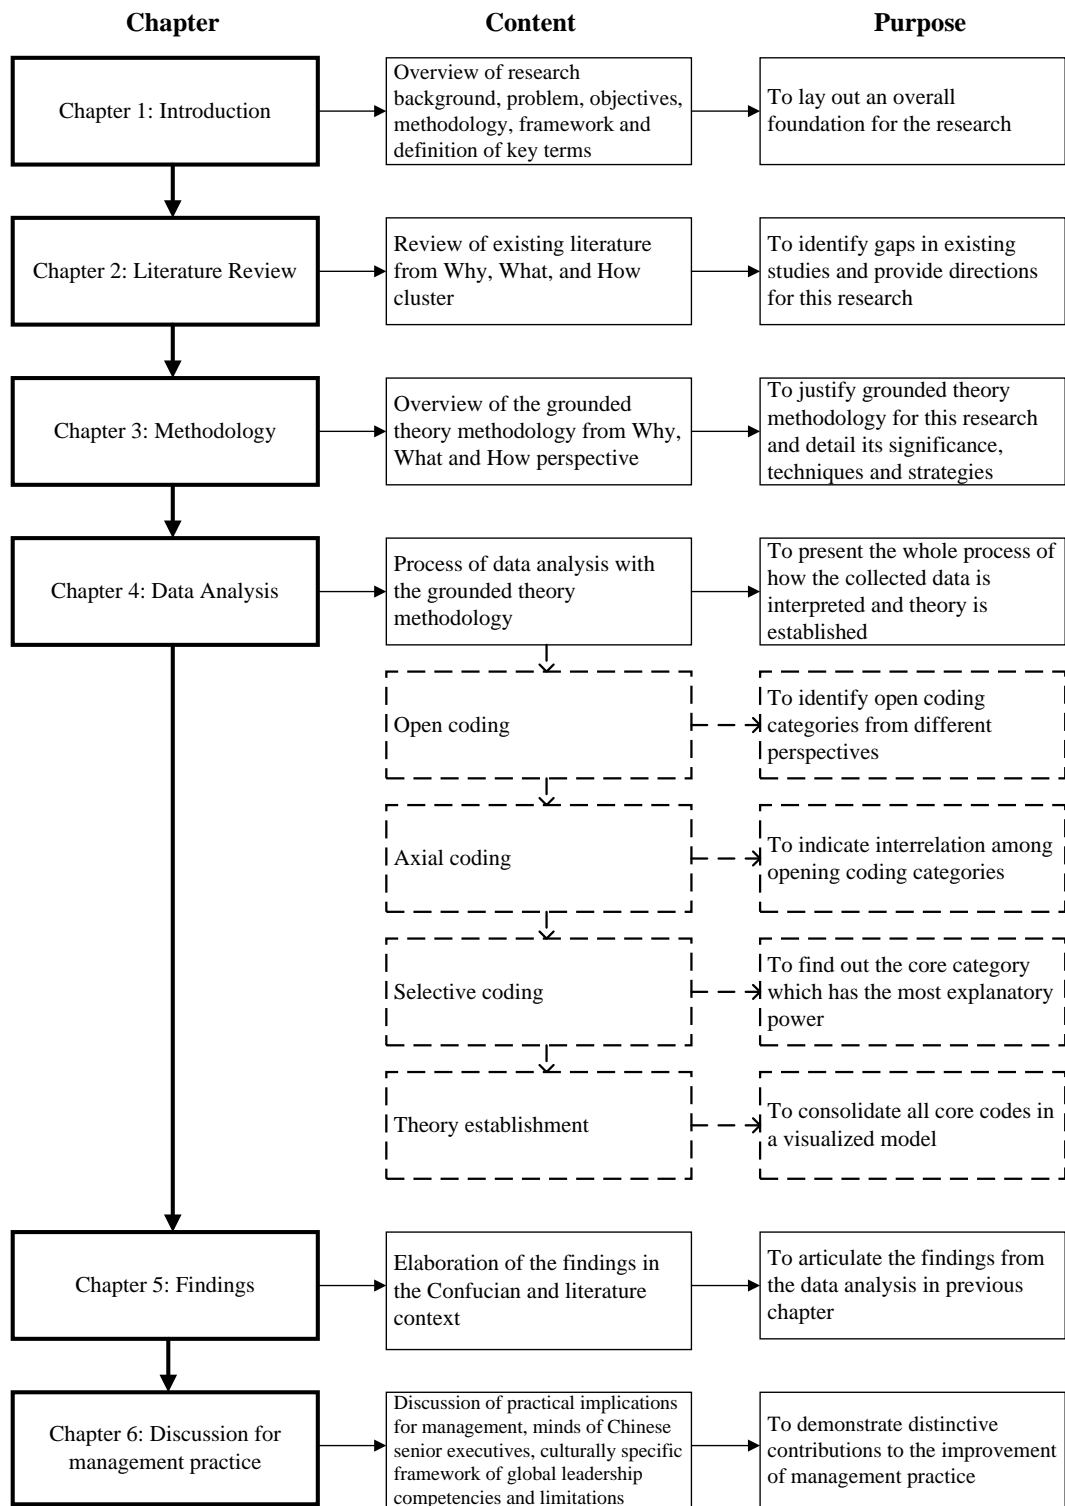 Chapter
Content
Purpose
Chapter 1: Introduction
Overview of research
background, problem, objectives,
methodology, framework and
definition of key terms
To lay out an overall
foundation for the research
Chapter 2: Literature Review
Review of existing literature
from Why, What, and How
cluster
To identify gaps in existing
studies and provide directions
for this research
Chapter 3: Methodology
Overview of the grounded
theory methodology from Why,
What and How perspective
To justify grounded theory
methodology for this research
and detail its significance,
techniques and strategies
Chapter 4: Data Analysis
Process of data analysis with
the grounded theory
methodology
To present the whole process of
how the collected data is
interpreted and theory is
established
Open coding
To identify open coding
categories from different
perspectives
Axial coding
To indicate interrelation among
opening coding categories
Selective coding
To find out the core category
which has the most explanatory
power
Theory establishment
To consolidate all core codes in
a visualized model
Chapter 5: Findings
Elaboration of the findings in
the Confucian and literature
context
To articulate the findings from
the data analysis in previous
chapter
Chapter 6: Discussion for
management practice
Discussion of practical implications
for management, minds of Chinese
senior executives, culturally specific
framework of global leadership
competencies and limitations
To demonstrate distinctive
contributions to the improvement
of management practice